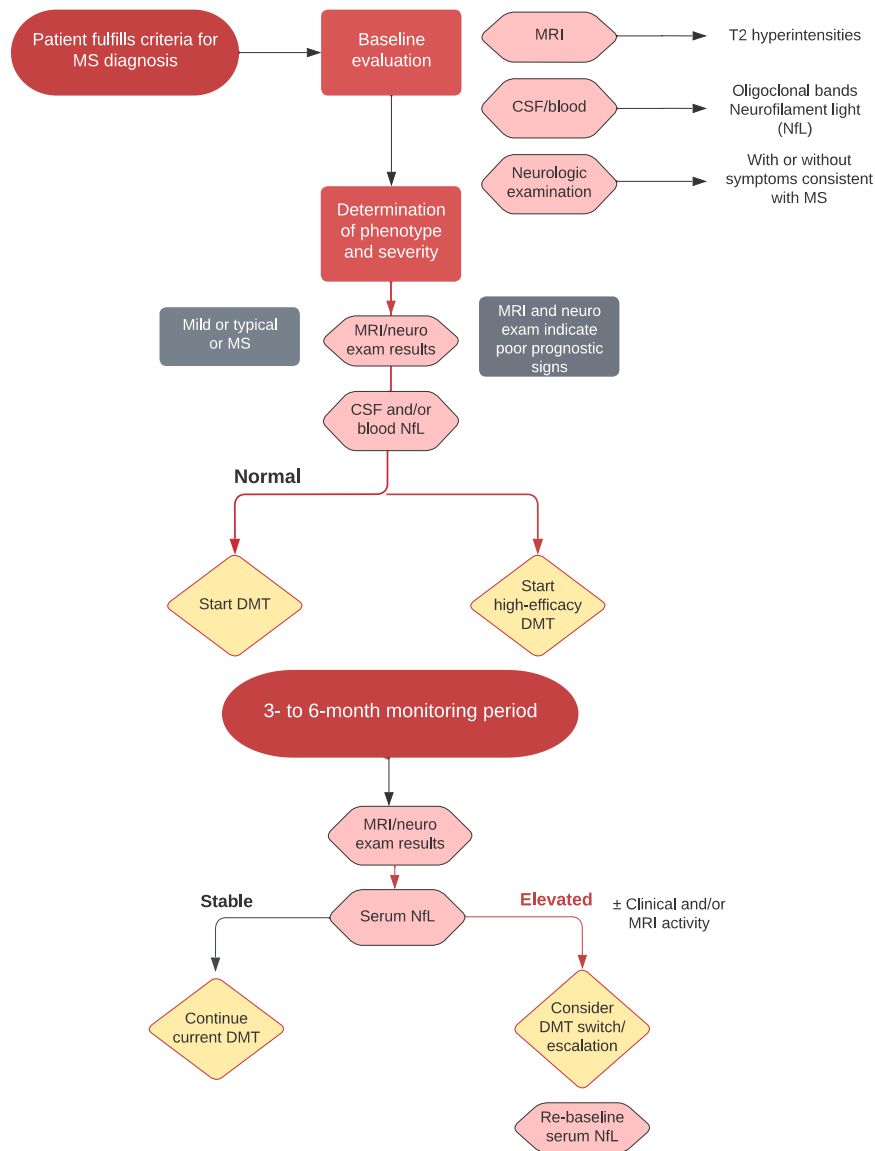 Patient fulfills criteria for
MS diagnosis
Baseline
evaluation
MRI
T2 hyperintensities
CSF/blood
Oligoclonal bands
Neurofilament light
(NfL)
Neurologic
examination
With or without
symptoms consistent
with MS
Determination
of phenotype
and severity
Mild or typical
or MS
MRI/neuro
exam results
MRI and neuro
exam indicate
poor prognostic
signs
CSF and/or
blood NfL
Normal
Start DMT
Start
high-efficacy
DMT
3- to 6-month monitoring period
MRI/neuro
exam results
Stable
Serum NfL
Elevated
± Clinical and/or
MRI activity
Continue
current DMT
Consider
DMT switch/
escalation
Re-baseline
serum NfL